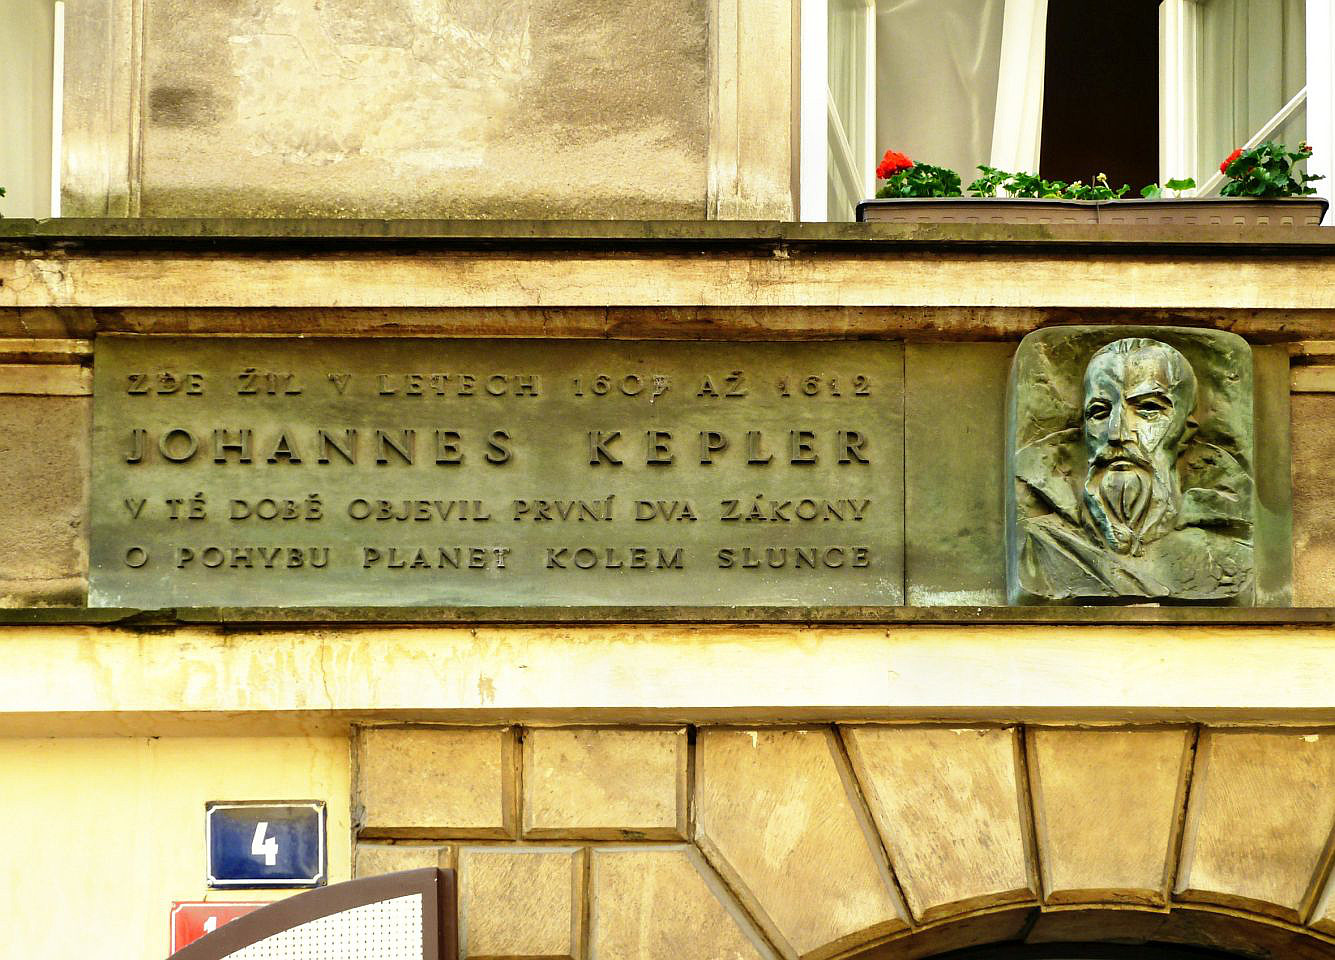 ZDE ŽIL V LETECH 1607 AŽ 1612
JOHANNES KEPLER
V TÉ DOBĚ OBJEVIL PRVNÍ DVA ZÁKONY
O POHYBU PLANET KOLEM SLUNCE
4